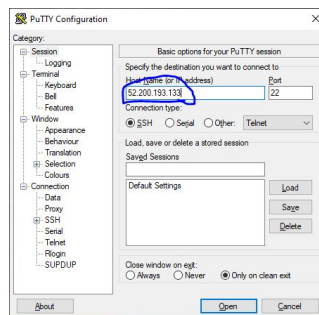 PuTTY Configuration
Category:
Session
Logging
Terminal
Keyboard
Bell
Features
Window
Appearance
Behaviour
Translation
Selection
Colours
Connection
Data
Proxy
SSH
Serial
Telnet
Rlogin
SUPDUP
Basic options for your PuTTY session
Specify the destination you want to connect to
Host Name (or IP address) Port
52.200.193.133 22
Connection type:
SSH Serial Other: Telnet
Load, save or delete a stored session
Saved Sessions
Default Settings
Load
Save
Delete
Close window on exit:
Always Never Only on clean exit
About Open Cancel